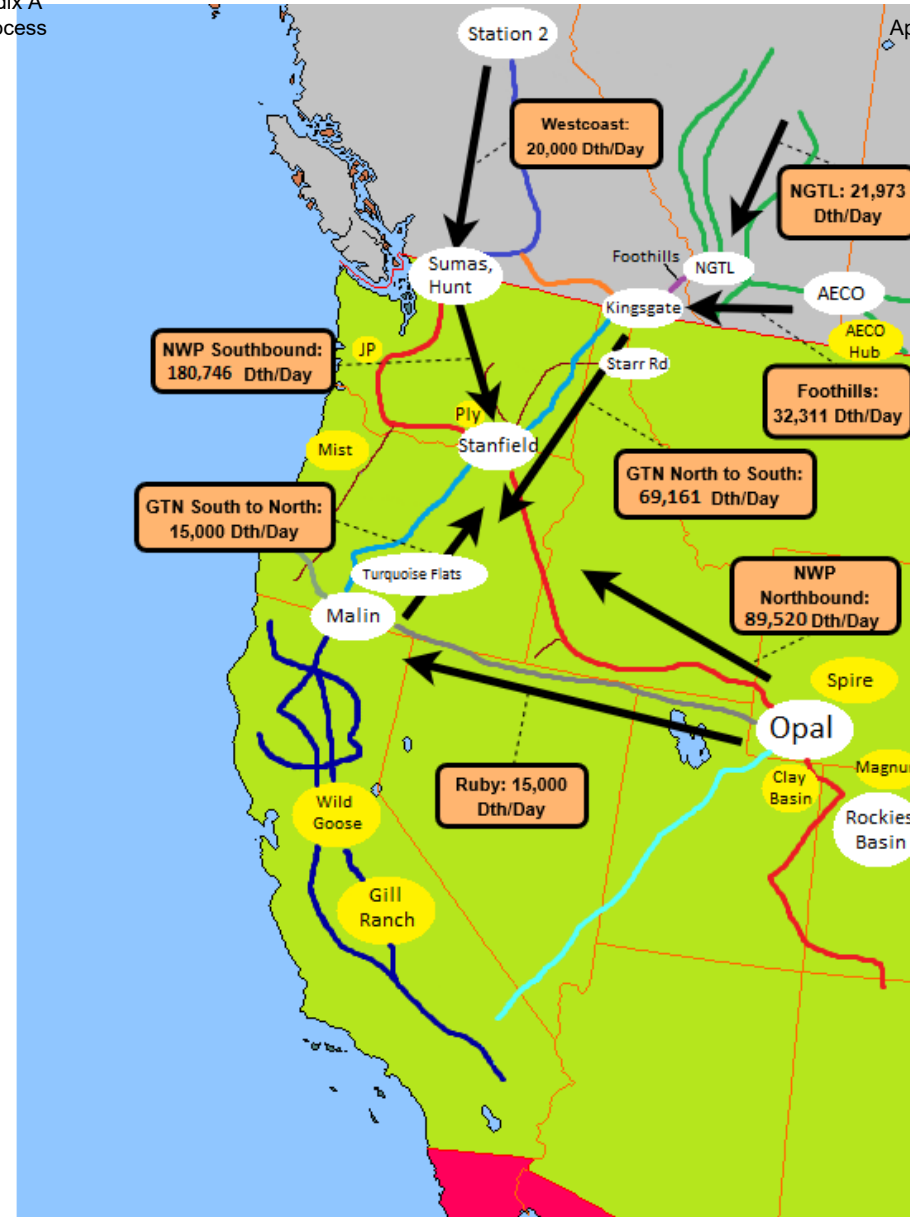 dix A
ocess
Ap
Station 2
Westcoast:
20,000 Dth/Day
NGTL: 21,973
Dth/Day
Foothills
NGTL
Sumas,
Hunt
AECO
Kingsgate
AECO
Hub
NWP Southbound:
180,746 Dth/Day
JP
Starr Rd
Foothills:
32,311 Dth/Day
Ply
Stanfield
Mist
GTN North to South:
69,161 Dth/Day
GTN South to North:
15,000 Dth/Day
Turquoise Flats
NWP
Northbound:
89,520 Dth/Day
Malin
Spire
Opal
Ruby: 15,000
Dth/Day
Clay
Basin
Magnu
Wild
Goose
Rockies
Basin
Gill
Ranch